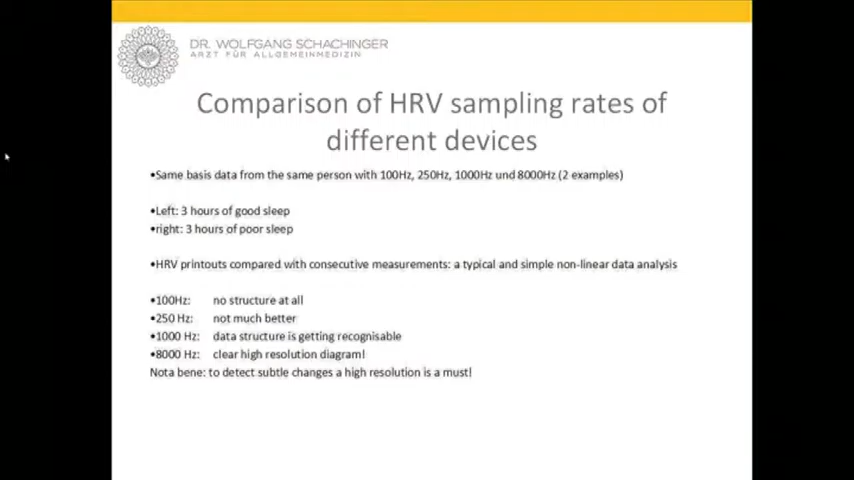 DR. WOLFGANG SCHACHINGER
ARZT FÜR ALLGEMEINMEDIZIN
Comparison of HRV sampling rates of
different devices
•Same basis data from the same person with 100Hz, 250Hz, 1000Hz und 8000Hz (2 examples)
•Left: 3 hours of good sleep
•right: 3 hours of poor sleep
•HRV printouts compared with consecutive measurements: a typical and simple non-linear data analysis
•100Hz: no structure at all
•250 Hz: not much better
•1000 Hz: data structure is getting recognisable
•8000 Hz: clear high resolution diagram!
Nota bene: to detect subtle changes a high resolution is a must!